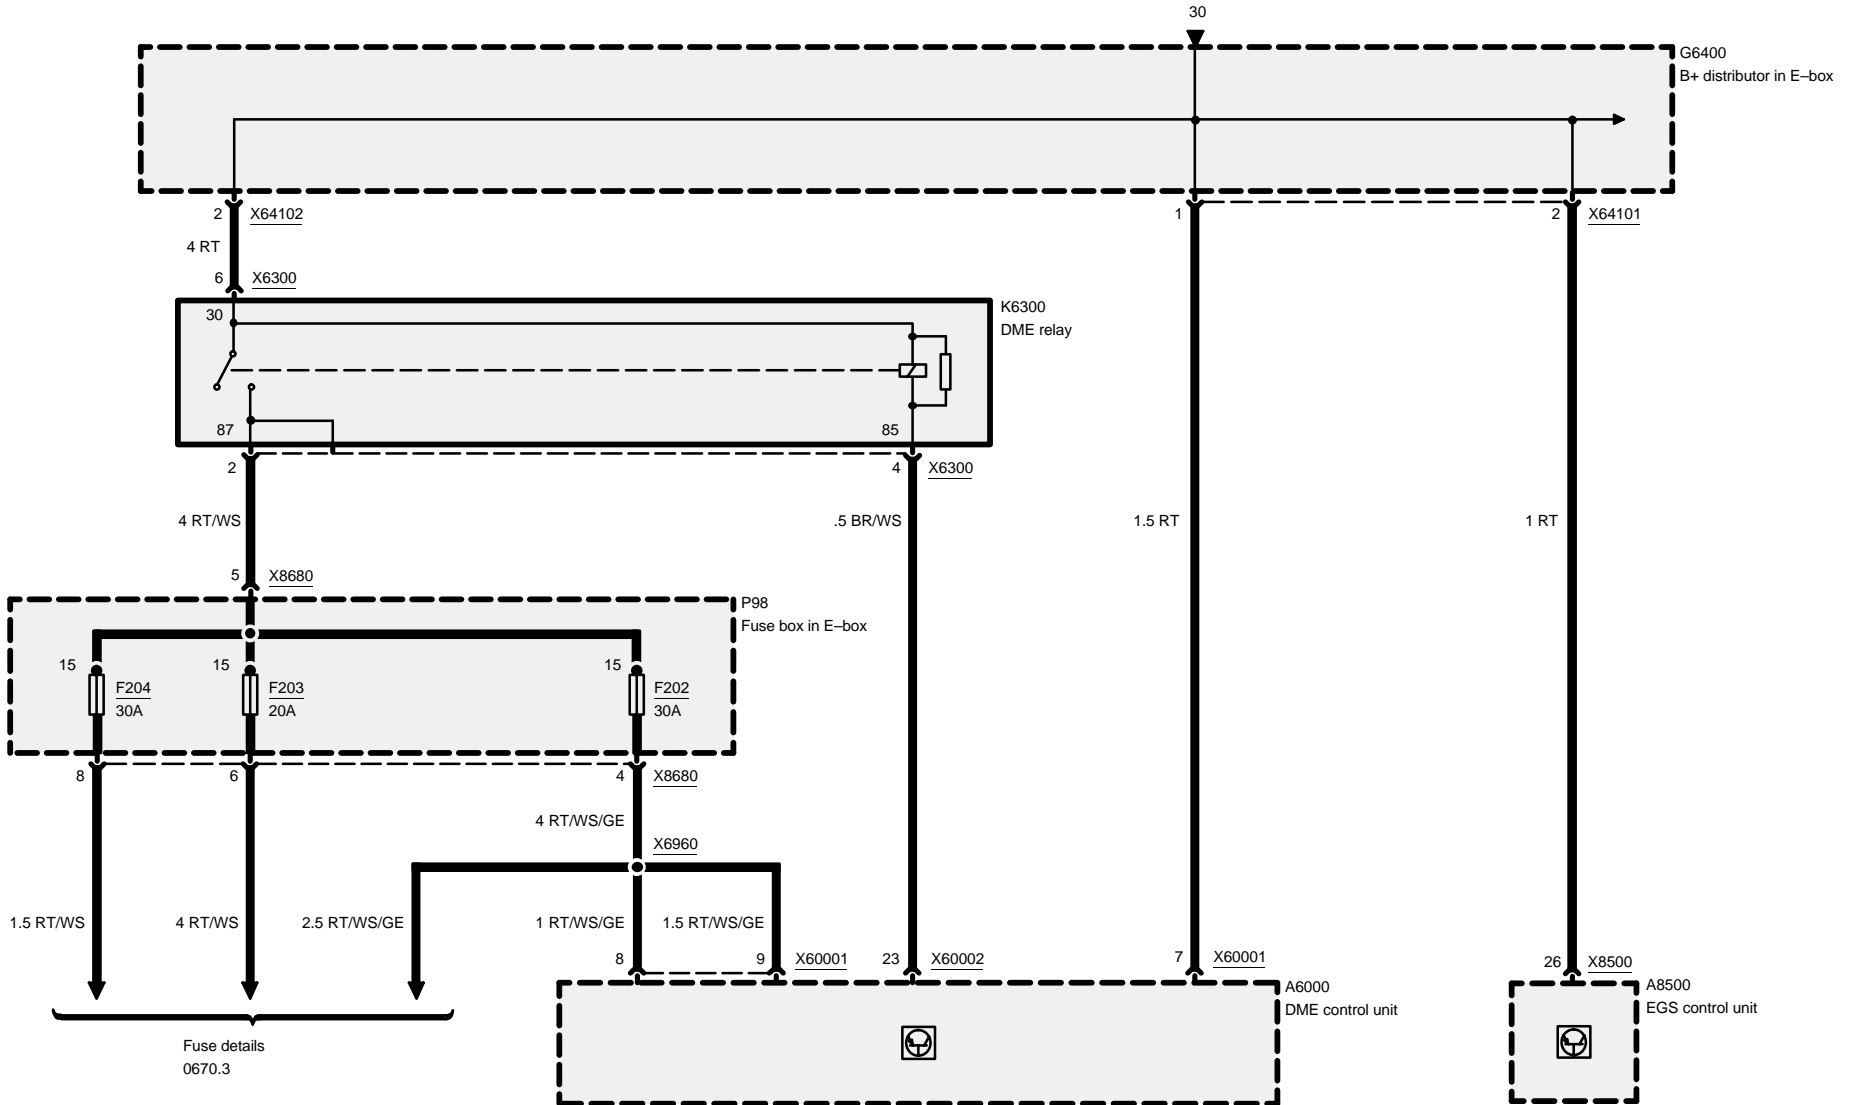 30
G6400
B+ distributor in E–box
2 X64102
1
2 X64101
4 RT
6 X6300
30
K6300
DME relay
87
85
2
4 X6300
4 RT/WS
.5 BR/WS
1.5 RT
1 RT
5 X8680
P98
Fuse box in E–box
15
15
15
F204
30A
F203
20A
F202
30A
8
6
4 X8680
4 RT/WS/GE
X6960
1.5 RT/WS
4 RT/WS
2.5 RT/WS/GE
1 RT/WS/GE
1.5 RT/WS/GE
8
9 X60001
23 X60002
7 X60001
26 X8500
A6000
DME control unit
A8500
EGS control unit
Fuse details
0670.3